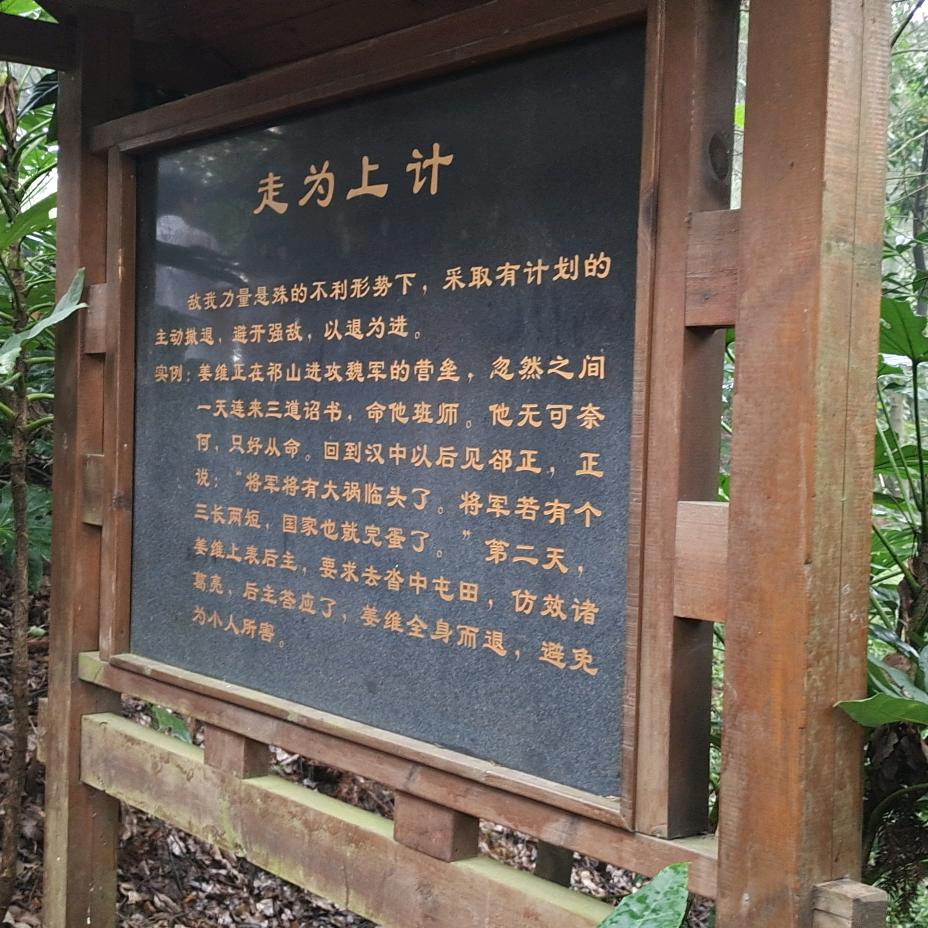 走为上计
敌我力量悬殊的不利形势下，采取有计划的
主动撤退，避开强敌，以退为进。
实例：姜维正在祁山进攻魏军的营垒，忽然之间
一天连来三道诏书，命他班师。他无可奈
何，只好从命。回到汉中以后见郤正，正
说：“将军将有大祸临头了。将军若有个
三长两短，国家也就完蛋了。”第二天，
姜维上表后主，要求去沓中屯田，仿效诸
葛亮，后主答应了，姜维全身而退，避免
为小人所害。